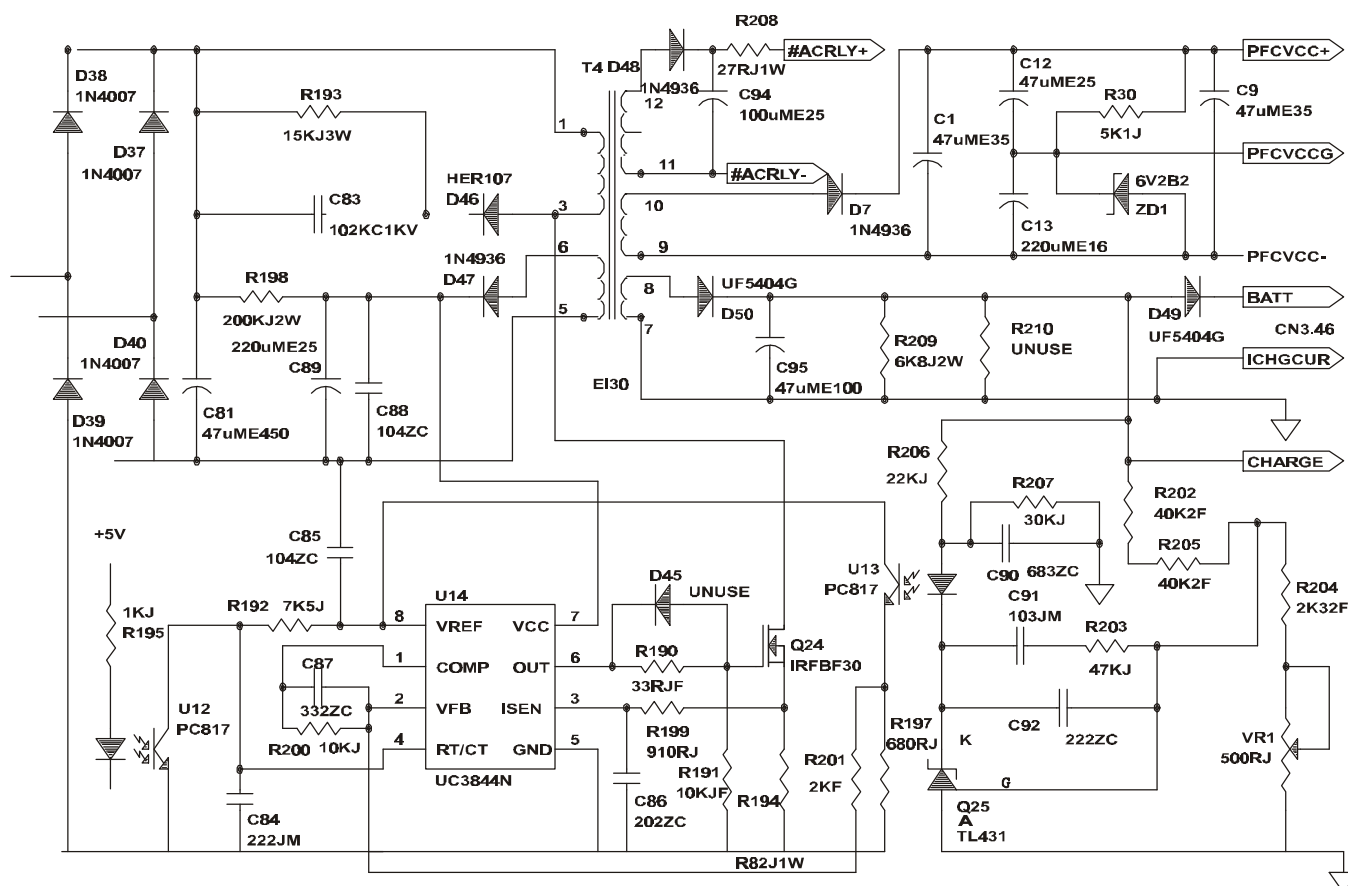 R208
#ACRLY+
27RJ1W
PFCVCC+
D38
1N4007
T4 D48
1N4936
C12
47uME25
R193
15KJ3W
12
C94
100uME25
R30
5K1J
C9
47uME35
C1
47uME35
1
D37
1N4007
11
#ACRLY-
PFCVCCG
HER107
D46
3
C83
102KC1KV
10
D7
1N4936
6V2B2
ZD1
C13
220uME16
6
9
PFCVCC-
1N4936
D47
R198
200KJ2W
8
UF5404G
D50
BATT
D49
UF5404G
5
7
220uME25
C89
D40
1N4007
R209
6K8J2W
R210
UNUSE
CN3.46
C95
47uME100
ICHGCUR
EI30
D39
1N4007
C81
47uME450
C88
104ZC
R206
22KJ
CHARGE
R207
30KJ
R202
40K2F
+5V
C85
104ZC
C90
683ZC
R205
40K2F
U13
PC817
D45
UNUSE
R204
2K32F
1KJ
R195
R192
7K5J
U14
C91
103JM
8
VREF
VCC
7
R203
47KJ
1
COMP
OUT
6
R190
33RJF
Q24
IRFBF30
C87
332ZC
2
VFB
ISEN
3
U12
PC817
R200
10KJ
R199
910RJ
R197
680RJ
C92
222ZC
4
RT/CT
GND
5
K
VR1
500RJ
UC3844N
R191
10KJF
R194
R201
2KF
G
C86
202ZC
C84
222JM
Q25
A
TL431
R82J1W